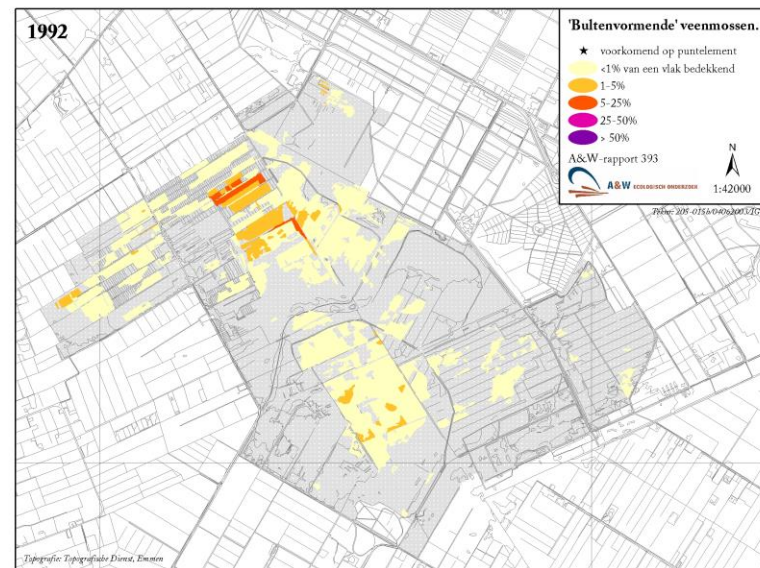 1992
'Bultenvormende' veenmossen.
voorkomend op puntelement
<1% van een vlak bedekkend
1-5%
5-25%
25-50%
> 50%
A&W-rapport 393
N
A&W ECOLOGISCH ONDERZOEK
1:42000
Topografie: Topografische Dienst, Emmen